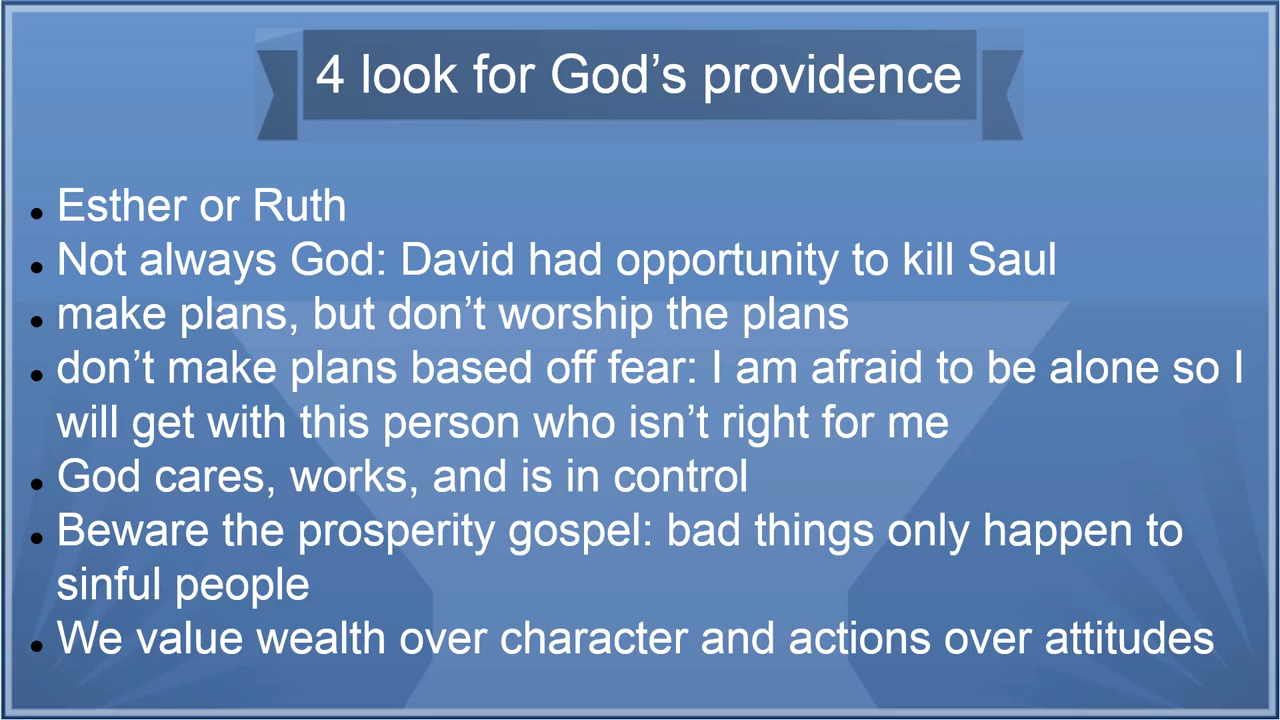 4 look for God’s providence
Esther or Ruth
Not always God: David had opportunity to kill Saul
make plans, but don’t worship the plans
don’t make plans based off fear: I am afraid to be alone so I
will get with this person who isn’t right for me
God cares, works, and is in control
Beware the prosperity gospel: bad things only happen to
sinful people
We value wealth over character and actions over attitudes